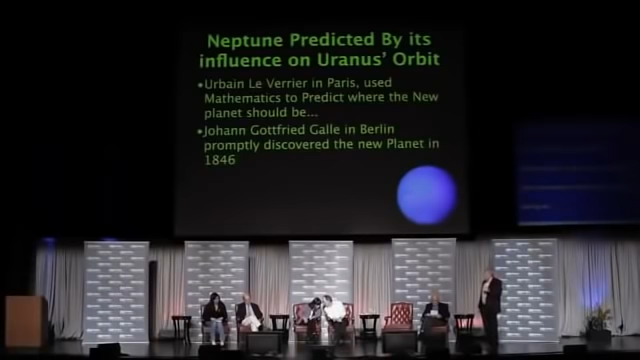 Neptune Predicted By its
influence on Uranus' Orbit
•Urbain Le Verrier in Paris, used
Mathematics to Predict where the New
planet should be...
•Johann Gottfried Galle in Berlin
promptly discovered the new Planet in
1846